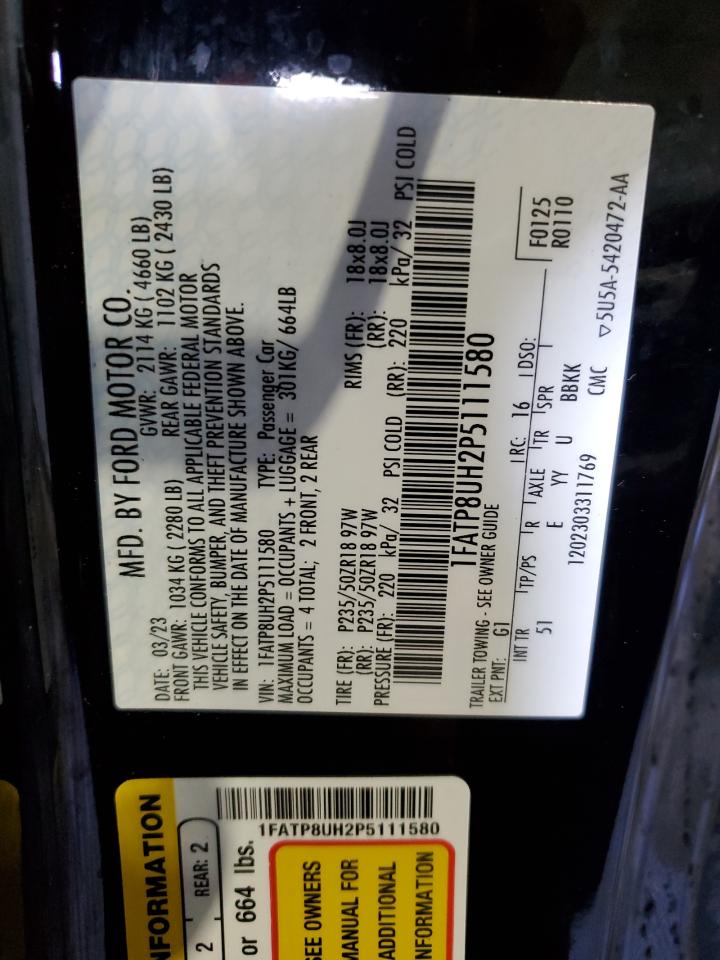 MFD. BY FORD MOTOR CO.
DATE: 03/23 GVWR: 2114 KG ( 4660 LB)
FRONT GAWR: 1034 KG ( 2280 LB) REAR GAWR: 1102 KG ( 2430 LB)
THIS VEHICLE CONFORMS TO ALL APPLICABLE FEDERAL MOTOR
VEHICLE SAFETY, BUMPER, AND THEFT PREVENTION STANDARDS
IN EFFECT ON THE DATE OF MANUFACTURE SHOWN ABOVE.
VIN: 1FATP8UH2P5111580 TYPE: Passenger Car
MAXIMUM LOAD = OCCUPANTS + LUGGAGE = 301KG/ 664LB
OCCUPANTS = 4 TOTAL; 2 FRONT, 2 REAR
TIRE (FR): P235/50ZR18 97W RIMS (FR): 18x8.0J
(RR): P235/50ZR18 97W (RR): 18x8.0J
PRESSURE (FR): 220 kPa/ 32 PSI COLD (RR): 220 kPa/ 32 PSI COLD
1FATP8UH2P5111580
TRAILER TOWING - SEE OWNER GUIDE
EXT PNT: G1 RC: 16 DSO: F0125
R0110
INT TR TP/PS R AXLE TR SPR
51 E YY U BBKK
1202303311769 CMC ▽5U5A-5420472-AA
NFORMATION
2 REAR: 2
or 664 lbs.
1FATP8UH2P5111580
SEE OWNERS
MANUAL FOR
ADDITIONAL
NFORMATION